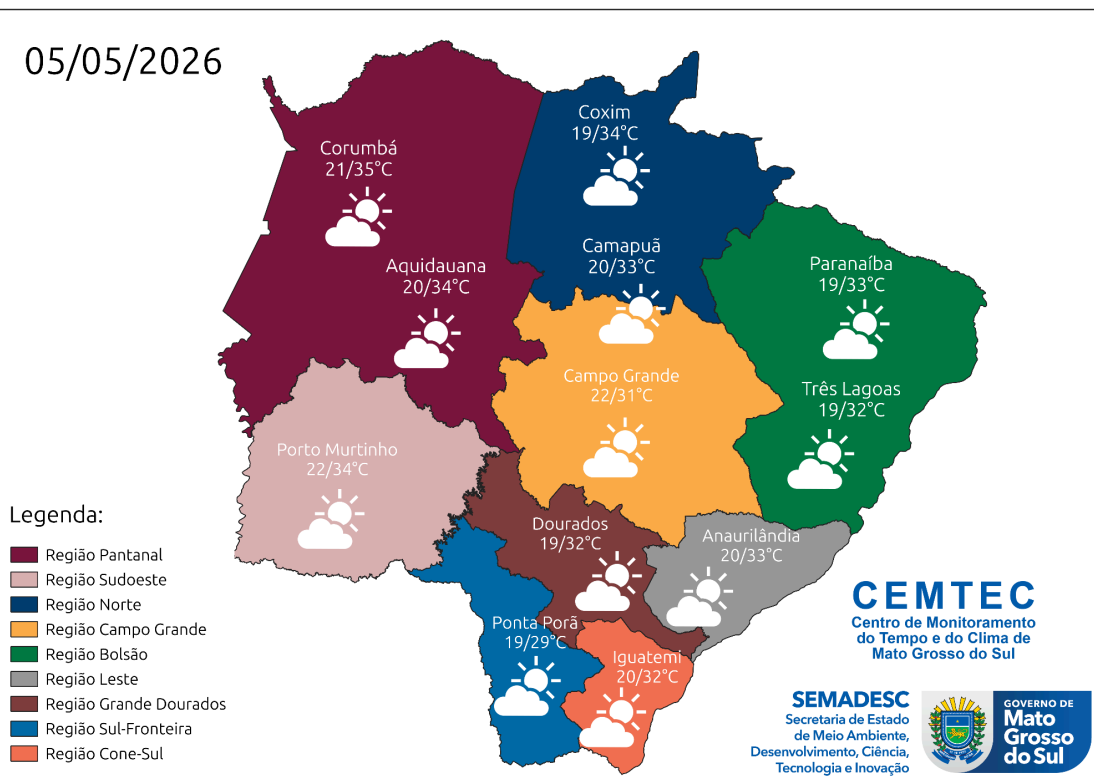 05/05/2026
Coxim
19/34°C
Corumbá
21/35°C
Camapuã
20/33°C
Aquidauana
20/34°C
Paranaíba
19/33°C
Campo Grande
22/31°C
Três Lagoas
19/32°C
Porto Murtinho
22/34°C
Dourados
19/32°C
Anaurilândia
20/33°C
Ponta Porã
19/29°C
Iguatemi
20/32°C
Legenda:
Região Pantanal
Região Sudoeste
Região Norte
Região Campo Grande
Região Bolsão
Região Leste
Região Grande Dourados
Região Sul-Fronteira
Região Cone-Sul
CEMTEC
Centro de Monitoramento
do Tempo e do Clima de
Mato Grosso do Sul
SEMADESC
Secretaria de Estado
de Meio Ambiente,
Desenvolvimento, Ciência,
Tecnologia e Inovação
GOVERNO DE
Mato
Grosso
do Sul